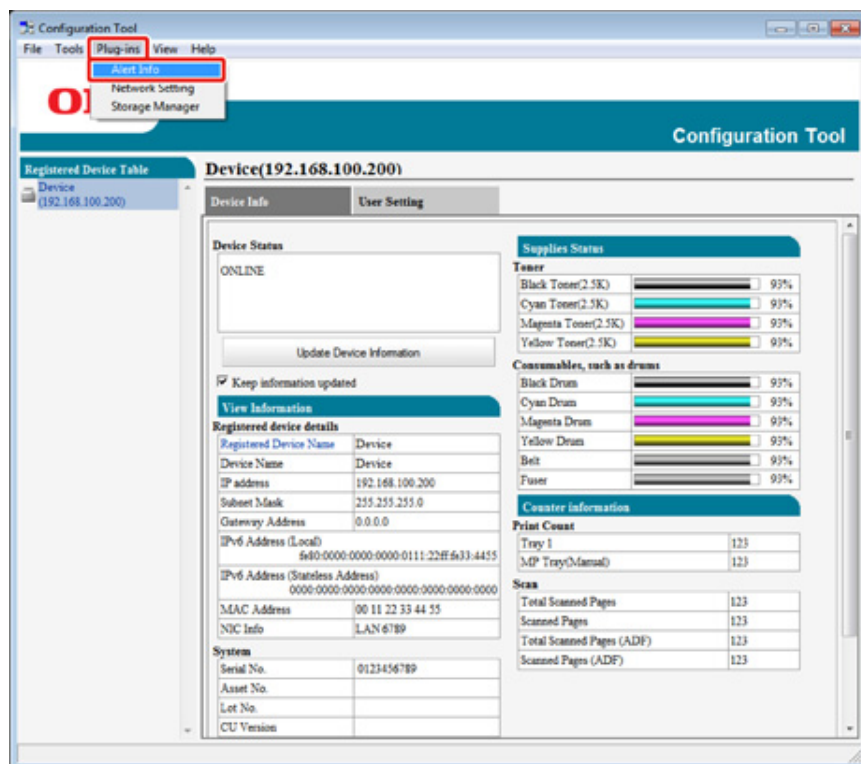 Configuration Tool
File Tools Plug-ins View Help
Alert Info
Network Setting
Storage Manager
Configuration Tool
Registered Device Table
Device
(192.168.100.200)
Device(192.168.100.200)
Device Info User Setting
Device Status
ONLINE
Update Device Information
Keep information updated
View Information
Registered device details
Registered Device Name Device
Device Name Device
IP address 192.168.100.200
Subnet Mask 255.255.255.0
Gateway Address 0.0.0.0
IPv6 Address (Local)
fe80:0000:0000:0000:0111:22ff:fe33:4455
IPv6 Address (Stateless Address)
0000:0000:0000:0000:0000:0000:0000:0000
MAC Address 00 11 22 33 44 55
NIC Info LAN 6789
System
Serial No. 0123456789
Asset No.
Lot No.
CU Version
Supplies Status
Toner
Black Toner(2.5K) 93%
Cyan Toner(2.5K) 93%
Magenta Toner(2.5K) 93%
Yellow Toner(2.5K) 93%
Consumables, such as drums
Black Drum 93%
Cyan Drum 93%
Magenta Drum 93%
Yellow Drum 93%
Belt 93%
Fuser 93%
Counter information
Print Count
Tray 1 123
MP Tray(Manual) 123
Scan
Total Scanned Pages 123
Scanned Pages 123
Total Scanned Pages (ADF) 123
Scanned Pages (ADF) 123